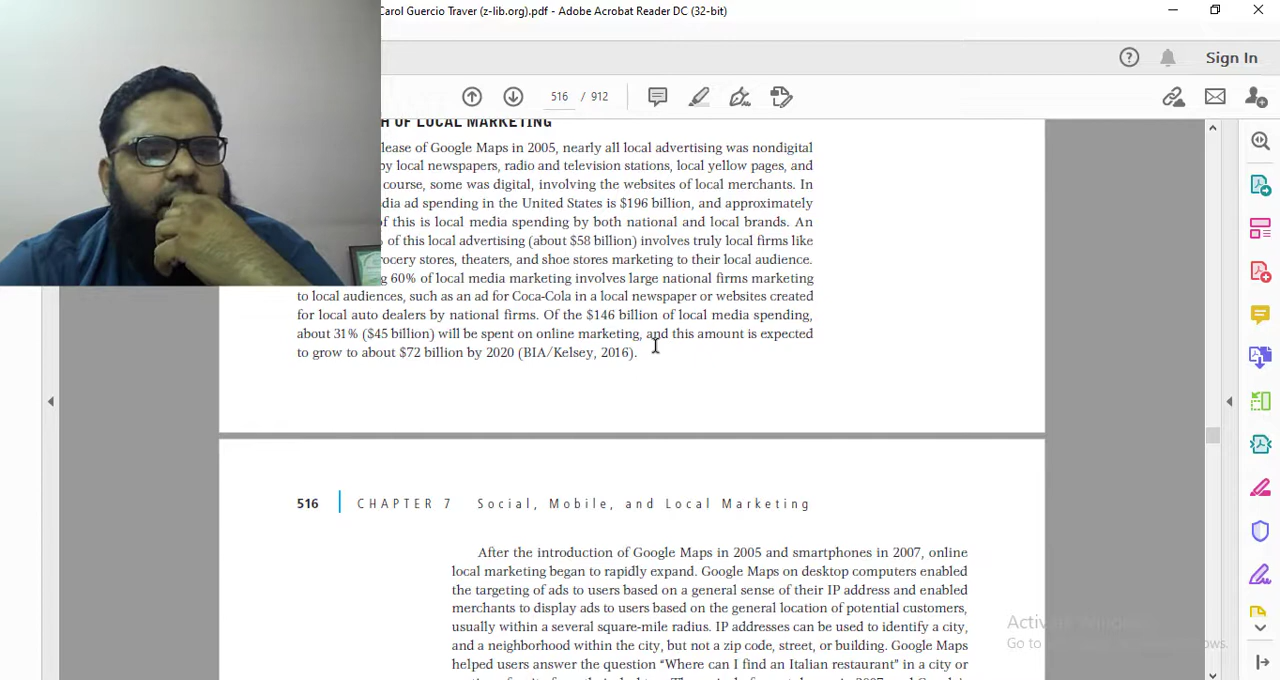 Carol Guercio Traver (z-lib.org).pdf - Adobe Acrobat Reader DC (32-bit)
Sign In
516 / 912
H OF LOCAL MARKETING
lease of Google Maps in 2005, nearly all local advertising was nondigital
by local newspapers, radio and television stations, local yellow pages, and
course, some was digital, involving the websites of local merchants. In
dia ad spending in the United States is $196 billion, and approximately
of this is local media spending by both national and local brands. An
of this local advertising (about $58 billion) involves truly local firms like
rocery stores, theaters, and shoe stores marketing to their local audience.
g 60% of local media marketing involves large national firms marketing
to local audiences, such as an ad for Coca-Cola in a local newspaper or websites created
for local auto dealers by national firms. Of the $146 billion of local media spending,
about 31% ($45 billion) will be spent on online marketing, and this amount is expected
to grow to about $72 billion by 2020 (BIA/Kelsey, 2016).
516 CHAPTER 7 Social, Mobile, and Local Marketing
After the introduction of Google Maps in 2005 and smartphones in 2007, online
local marketing began to rapidly expand. Google Maps on desktop computers enabled
the targeting of ads to users based on a general sense of their IP address and enabled
merchants to display ads to users based on the general location of potential customers,
usually within a several square-mile radius. IP addresses can be used to identify a city,
and a neighborhood within the city, but not a zip code, street, or building. Google Maps
helped users answer the question “Where can I find an Italian restaurant” in a city or